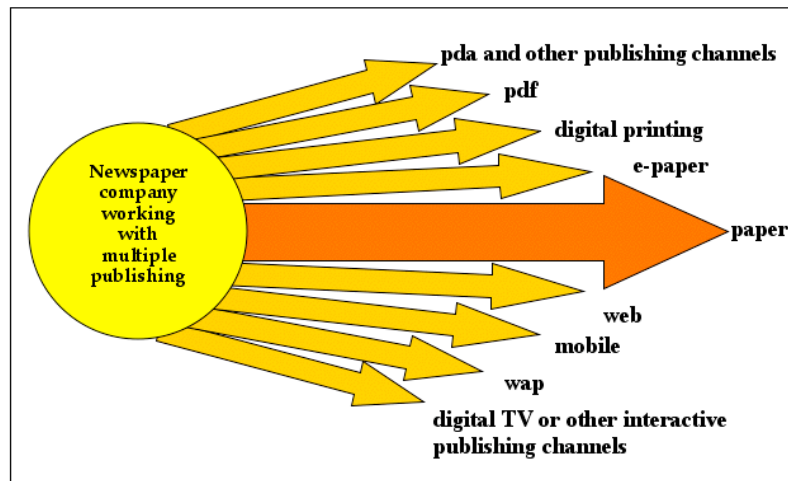 pda and other publishing channels
pdf
digital printing
e-paper
Newspaper
company
working
with
multiple
publishing
paper
web
mobile
wap
digital TV or other interactive
publishing channels